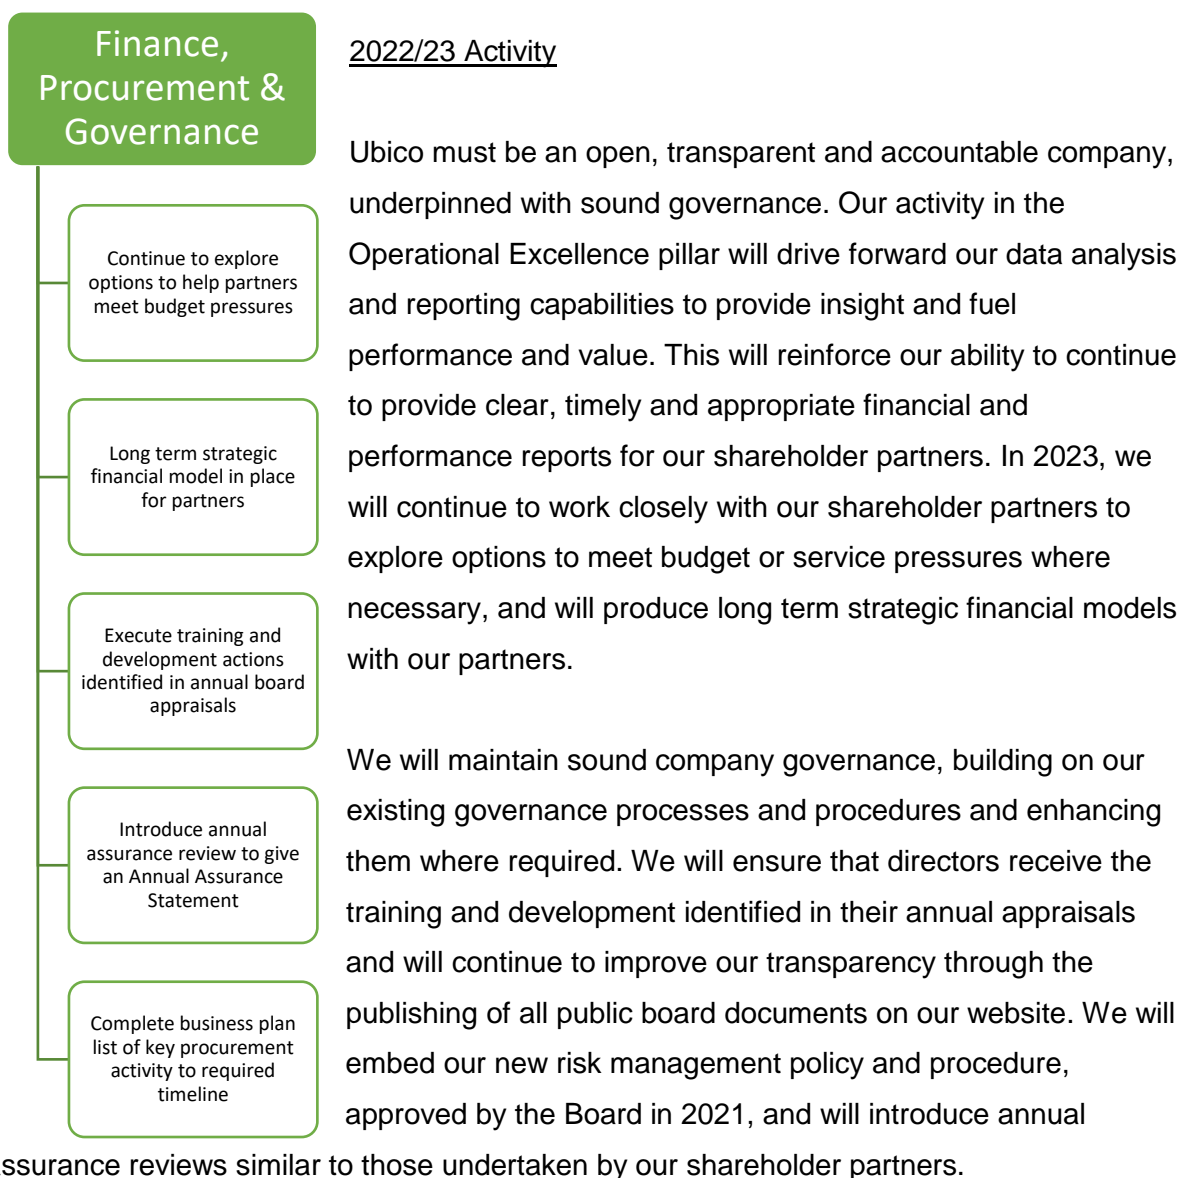 Finance,
Procurement &
Governance
Continue to explore
options to help partners
meet budget pressures
Long term strategic
financial model in place
for partners
Execute training and
development actions
identified in annual board
appraisals
Introduce annual
assurance review to give
an Annual Assurance
Statement
Complete business plan
list of key procurement
activity to required
timeline
2022/23 Activity
Ubico must be an open, transparent and accountable company,
underpinned with sound governance. Our activity in the
Operational Excellence pillar will drive forward our data analysis
and reporting capabilities to provide insight and fuel
performance and value. This will reinforce our ability to continue
to provide clear, timely and appropriate financial and
performance reports for our shareholder partners. In 2023, we
will continue to work closely with our shareholder partners to
explore options to meet budget or service pressures where
necessary, and will produce long term strategic financial models
with our partners.
We will maintain sound company governance, building on our
existing governance processes and procedures and enhancing
them where required. We will ensure that directors receive the
training and development identified in their annual appraisals
and will continue to improve our transparency through the
publishing of all public board documents on our website. We will
embed our new risk management policy and procedure,
approved by the Board in 2021, and will introduce annual
assurance reviews similar to those undertaken by our shareholder partners.